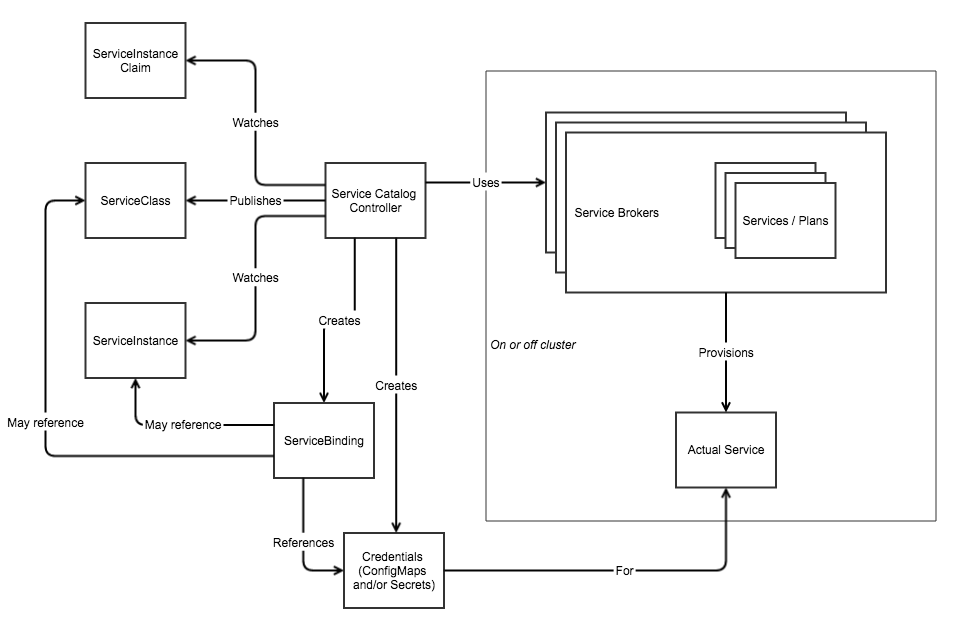 ServiceInstance
Claim
Watches
ServiceClass
Publishes
Service Catalog
Controller
Uses
Service Brokers
Services / Plans
Watches
ServiceInstance
Creates
On or off cluster
Provisions
Creates
May reference
May reference
ServiceBinding
Actual Service
References
Credentials
(ConfigMaps
and/or Secrets)
For